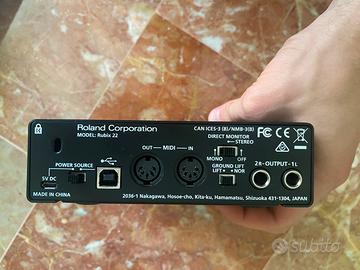 Roland Corporation
MODEL: Rubix 22
CAN ICES-3 (B)/NMB-3(B)
DIRECT MONITOR
STEREO
MONO
OFF
OUT
MIDI
IN
GROUND LIFT
LIFT
NOR
2R-OUTPUT-1L
POWER SOURCE
5V DC
MADE IN CHINA
2036-1 Nakagawa, Hosoe-cho, Kita-ku, Hamamatsu, Shizuoka 431-1304, JAPAN
subito